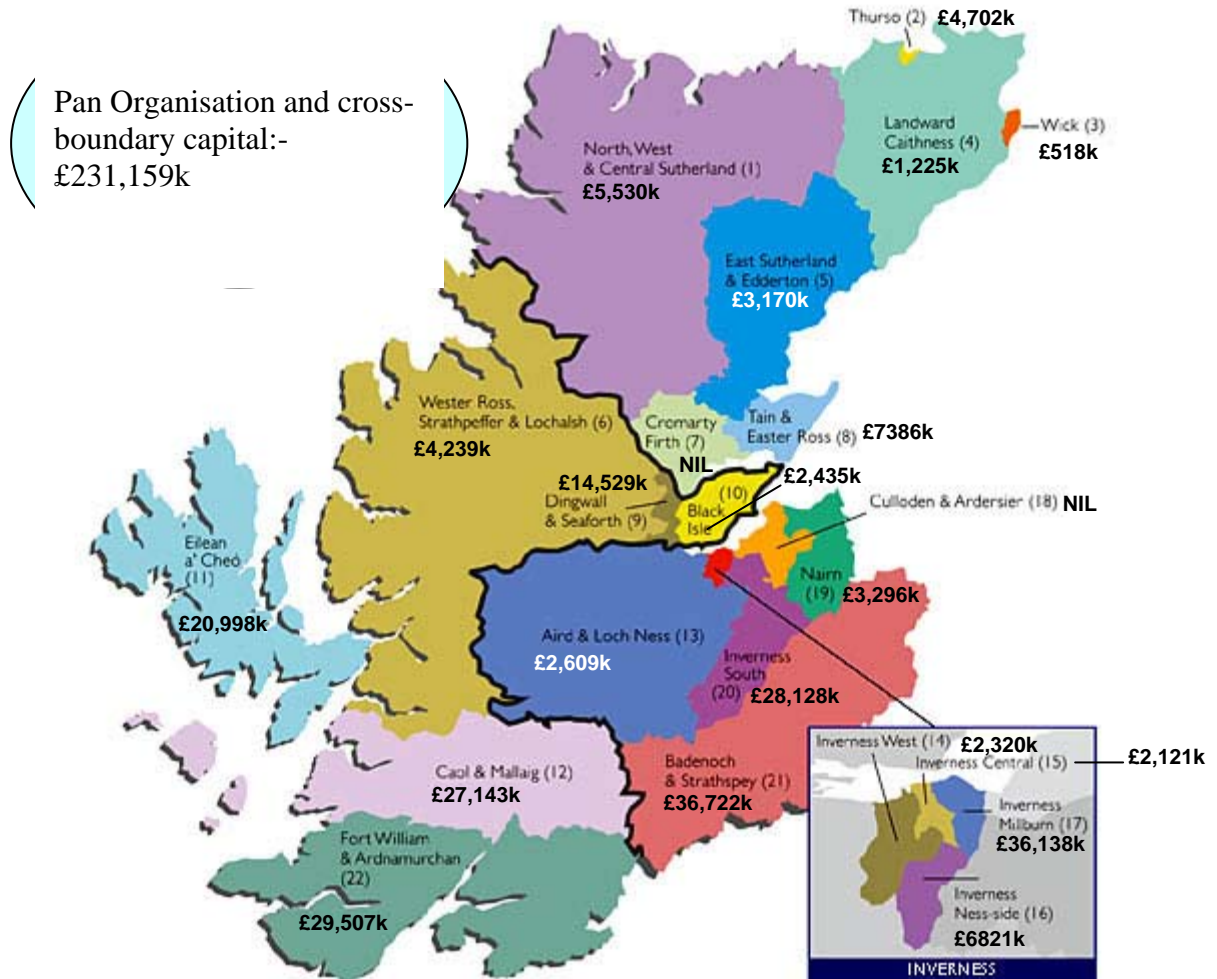 Thurso (2) £4,702k
Pan Organisation and cross-
boundary capital:-
£231,159k
North, West
& Central Sutherland (1)
£5,530k
Landward
Caithness (4)
£1,225k
Wick (3)
£518k
East Sutherland
& Edderton (5)
£3,170k
Wester Ross,
Strathpeffer & Lochalsh (6)
£4,239k
Cromarty
Firth (7)
NIL
Tain &
Easter Ross (8) £7386k
£14,529k
Dingwall
& Seaforth (9)
£2,435k
(10)
Black
Isle
Culloden & Ardersier (18) NIL
Eilean
a' Cheó
(11)
£20,998k
Nairn
(19)
£3,296k
Aird & Loch Ness (13)
£2,609k
Inverness
South
(20)
£28,128k
Caol & Mallaig (12)
£27,143k
Badenoch
& Strathspey (21)
£36,722k
Fort William
& Ardnamurchan
(22)
£29,507k
Inverness West (14) £2,320k
Inverness Central (15) £2,121k
Inverness
Milburn (17)
£36,138k
Inverness
Ness-side (16)
£6821k
INVERNESS